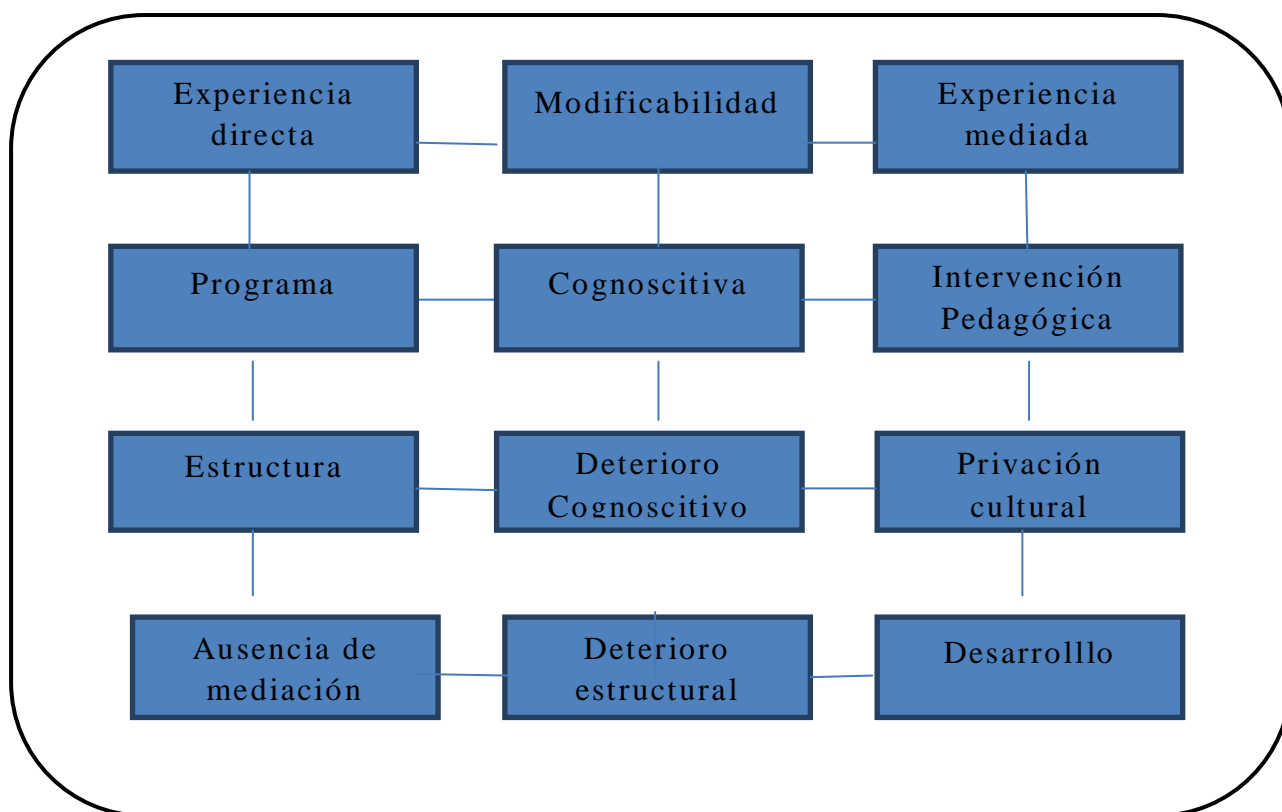 Experiencia
directa
Modificabilidad
Experiencia
mediada
Programa
Cognoscitiva
Intervención
Pedagógica
Estructura
Deterioro
Cognoscitivo
Privación
cultural
Ausencia de
mediación
Deterioro
estructural
Desarrolllo